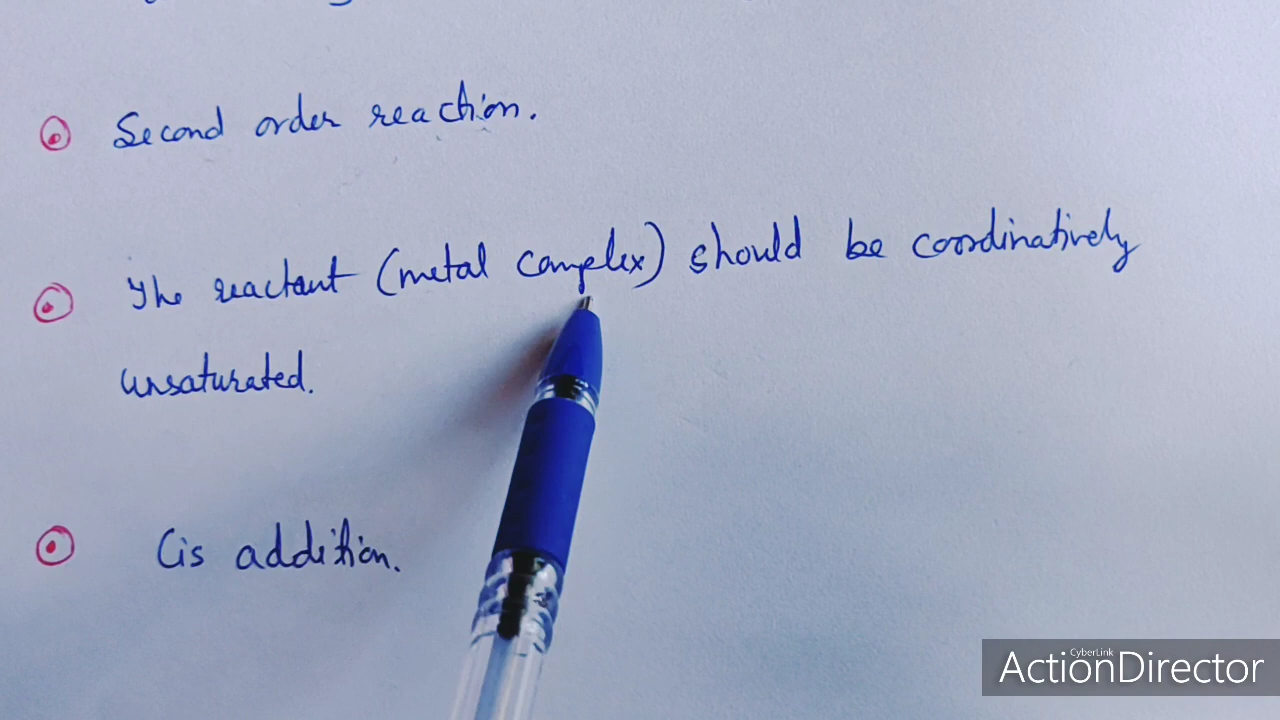 Second order reaction.
The reactant (metal complex) should be coordinatively
unsaturated.
Cis addition.
CyberLink
ActionDirector